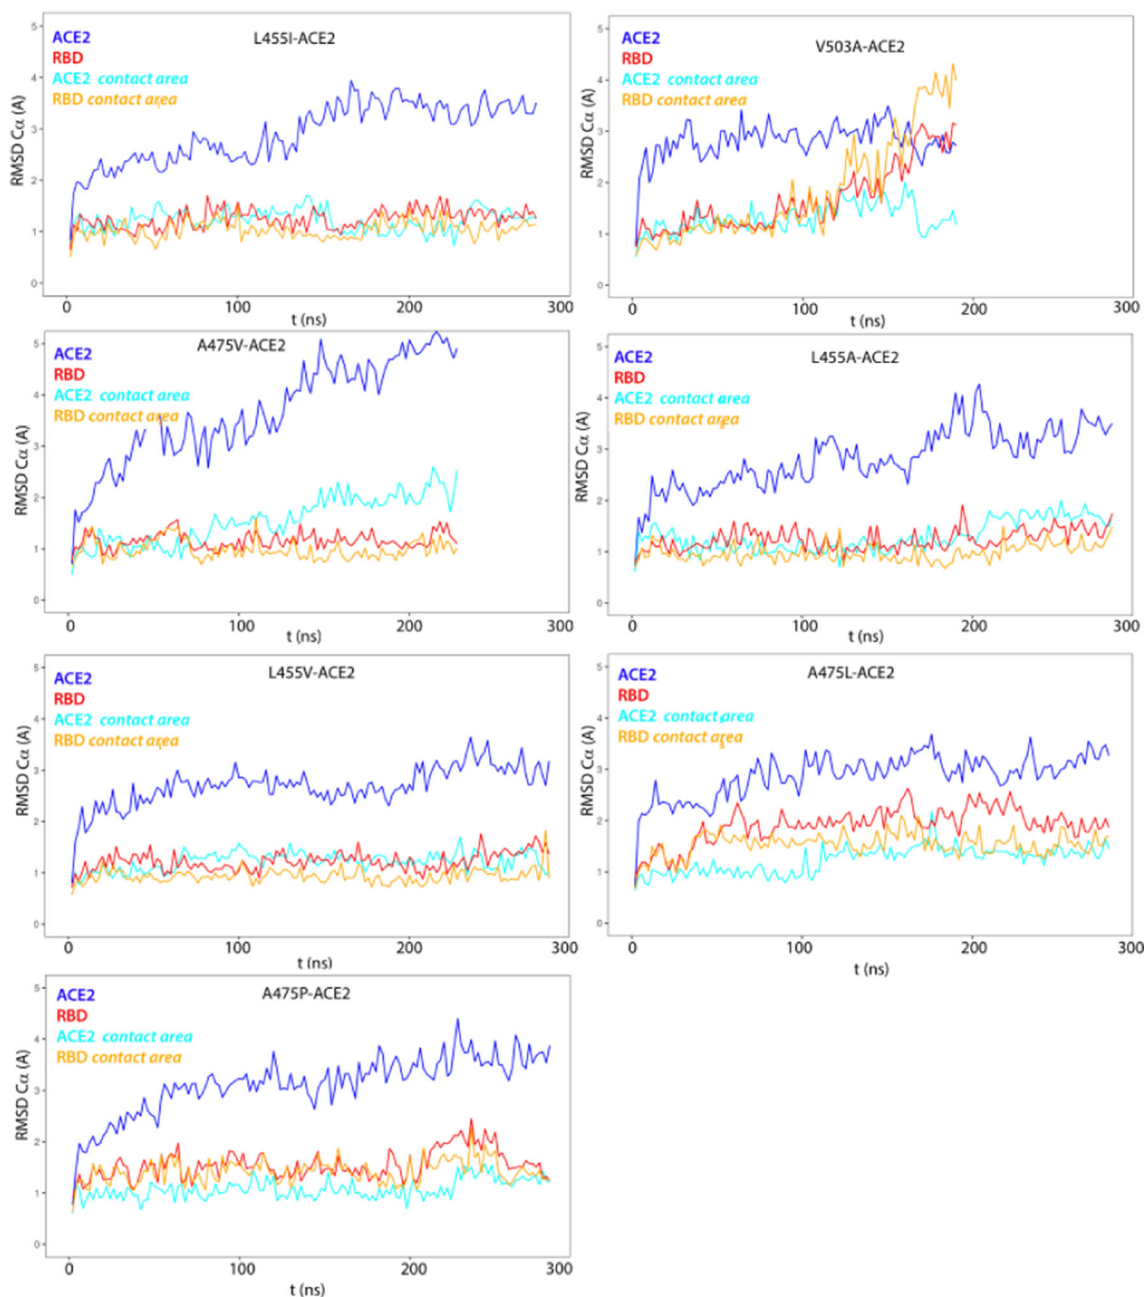 L455I-ACE2
ACE2
RBD
ACE2 contact area
RBD contact area
RMSD Cα (A)
5
4
3
2
1
0
0 100 200 300
t (ns)
V503A-ACE2
ACE2
RBD
ACE2 contact area
RBD contact area
RMSD Cα (A)
5
4
3
2
1
0
0 100 200 300
t (ns)
A475V-ACE2
ACE2
RBD
ACE2 contact area
RBD contact area
RMSD Cα (A)
5
4
3
2
1
0
0 100 200 300
t (ns)
L455A-ACE2
ACE2
RBD
ACE2 contact area
RBD contact area
RMSD Cα (A)
5
4
3
2
1
0
0 100 200 300
t (ns)
L455V-ACE2
ACE2
RBD
ACE2 contact area
RBD contact area
RMSD Cα (A)
5
4
3
2
1
0
0 100 200 300
t (ns)
A475L-ACE2
ACE2
RBD
ACE2 contact area
RBD contact area
RMSD Cα (A)
5
4
3
2
1
0
0 100 200 300
t (ns)
A475P-ACE2
ACE2
RBD
ACE2 contact area
RBD contact area
RMSD Cα (A)
5
4
3
2
1
0
0 100 200 300
t (ns)